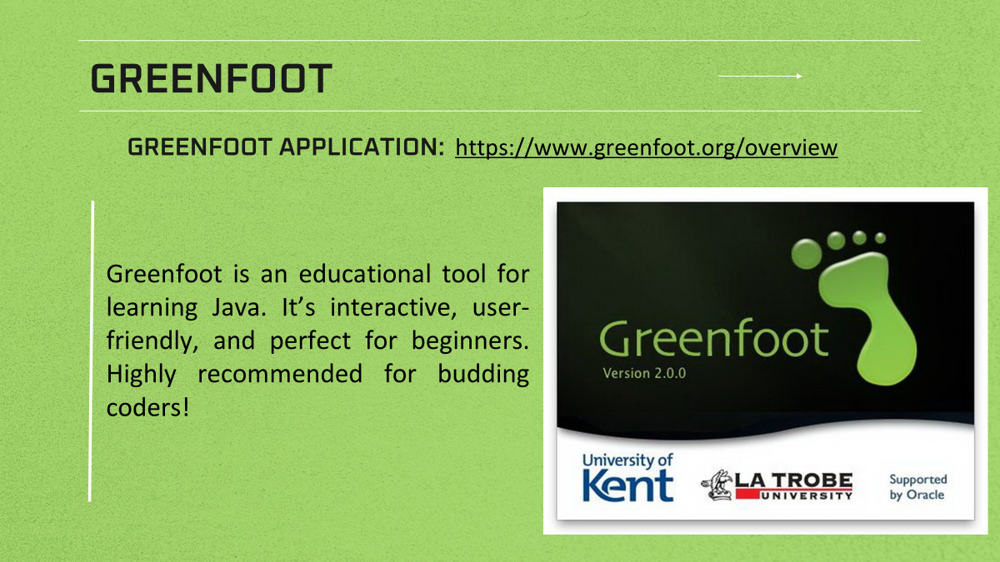 GREENFOOT
GREENFOOT APPLICATION: https://www.greenfoot.org/overview
Greenfoot is an educational tool for
learning Java. It’s interactive, user-
friendly, and perfect for beginners.
Highly recommended for budding
coders!
Greenfoot
Version 2.0.0
University of
Kent
LA TROBE
UNIVERSITY
Supported
by Oracle